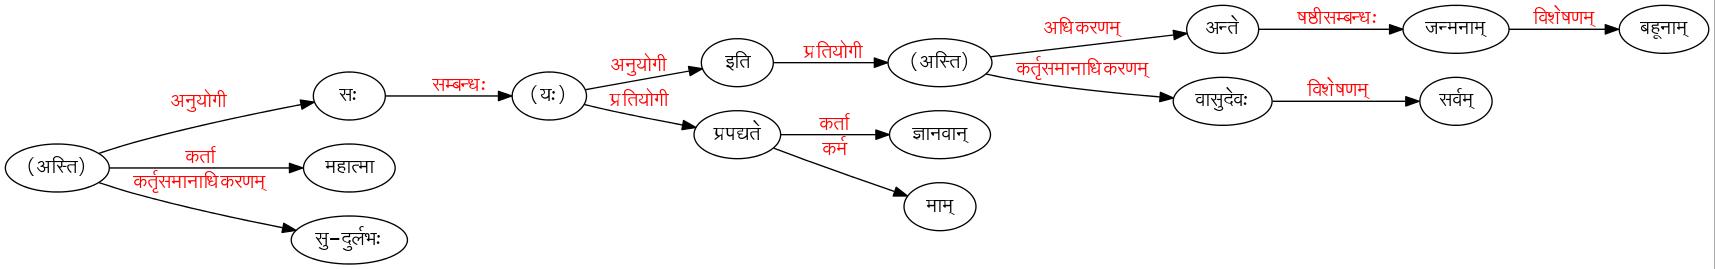 अधिकरणम्
अन्ते
षष्ठीसम्बन्धः
जन्मनाम्
विशेषणम्
बहूनाम्
अनुयोगी
इति
प्रतियोगी
(अस्ति)
कर्तृसमानाधिकरणम्
अनुयोगी
सः
सम्बन्धः
(यः)
प्रतियोगी
वासुदेवः
विशेषणम्
सर्वम्
प्रपद्यते
कर्ता
ज्ञानवान्
कर्म
(अस्ति)
कर्ता
महात्मा
कर्तृसमानाधिकरणम्
माम्
सु-दुर्लभः